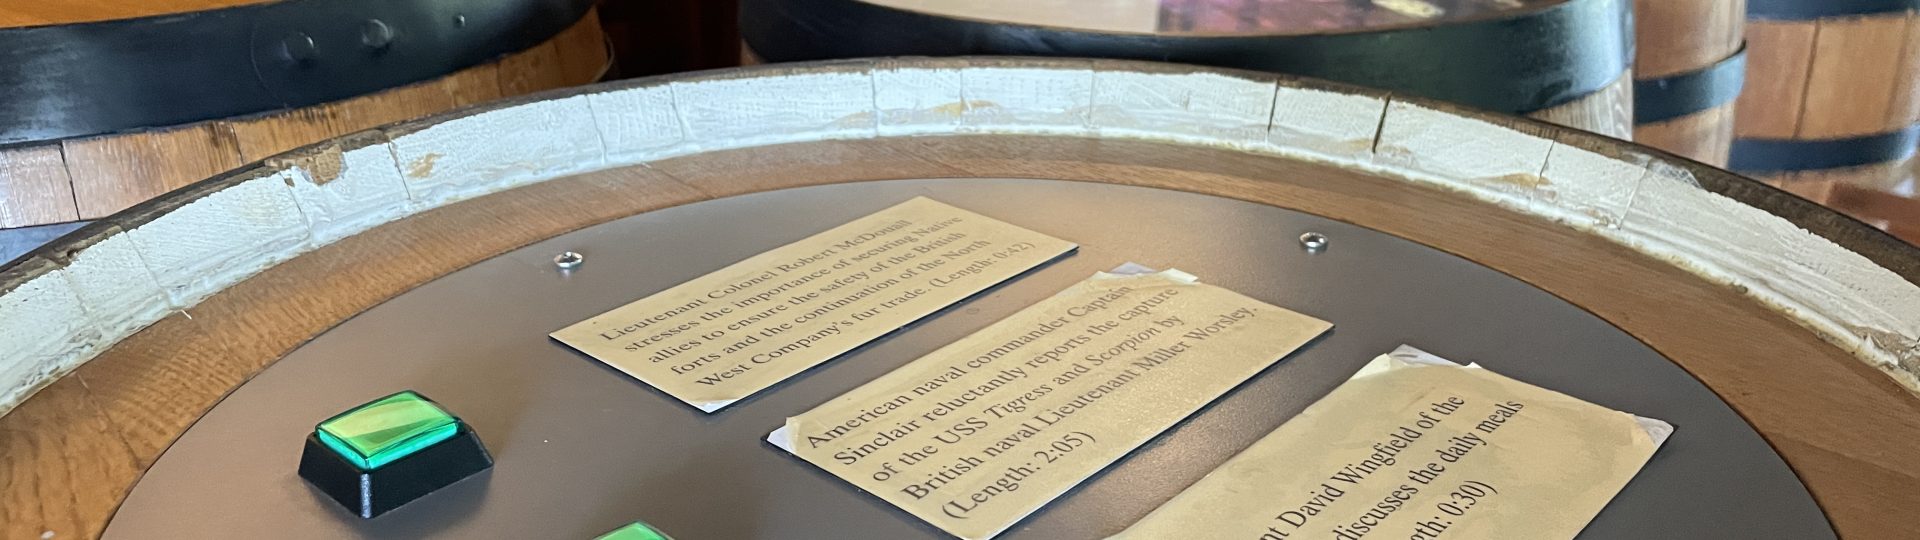 Lieutenant Colonel Robert McDouall
stresses the importance of securing Native
allies to ensure the safety of the British
forts and the continuation of the North
West Company's fur trade. (Length: 0:42)
American naval commander Captain
Sinclair reluctantly reports the capture
of the USS Tigress and Scorpion by
British naval Lieutenant Miller Worsley.
(Length: 2:05)
nt David Wingfield of the
discusses the daily meals
gth: 0:30)